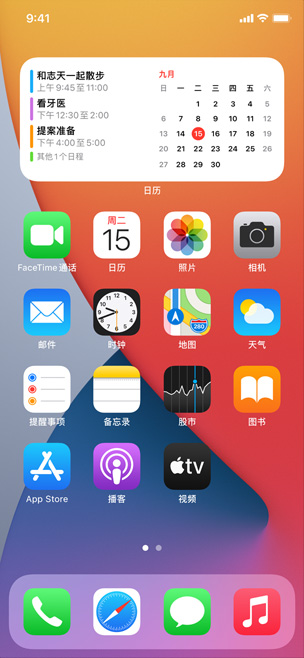 9:41
和志天一起散步
上午9:45至11:00
看牙医
下午12:30至2:00
提案准备
下午4:00至5:00
其他1个日程
九月
日 一 二 三 四 五 六
1 2 3 4 5
6 7 8 9 10 11 12
13 14 15 16 17 18 19
20 21 22 23 24 25 26
27 28 29 30
日历
周二
15
280
FaceTime通话 日历 照片 相机
邮件 时钟 地图 天气
提醒事项 备忘录 股市 图书
tv
App Store 播客 视频